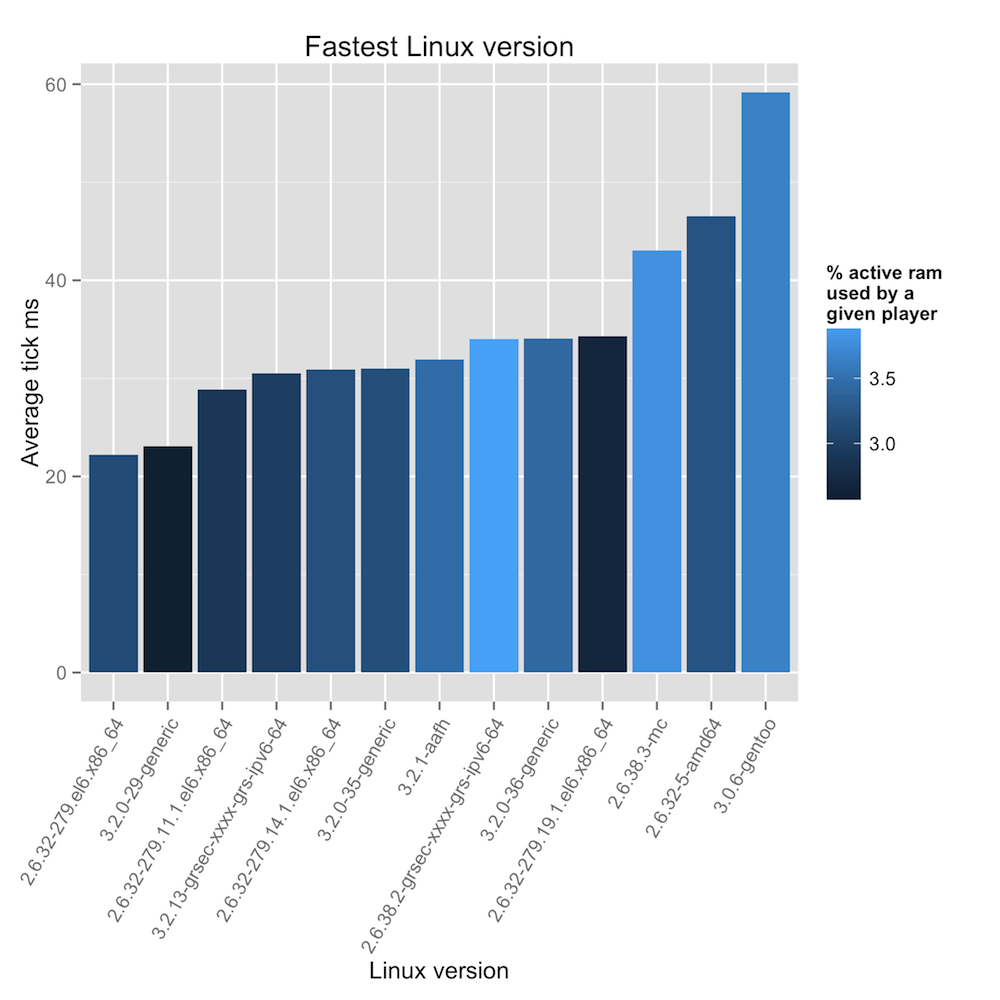 Fastest Linux version
60
40
20
0
Average tick ms
2.6.32-279.el6.x86_64
3.2.0-29-generic
2.6.32-279.11.1.el6.x86_64
3.2.13-grsec-xxxx-grs-ipv6-64
2.6.32-279.14.1.el6.x86_64
3.2.0-35-generic
3.2.1-aafh
2.6.38.2-grsec-xxxx-grs-ipv6-64
3.2.0-36-generic
2.6.32-279.19.1.el6.x86_64
2.6.38.3-mc
2.6.32-5-amd64
3.0.6-gentoo
Linux version
% active ram
used by a
given player
3.5
3.0